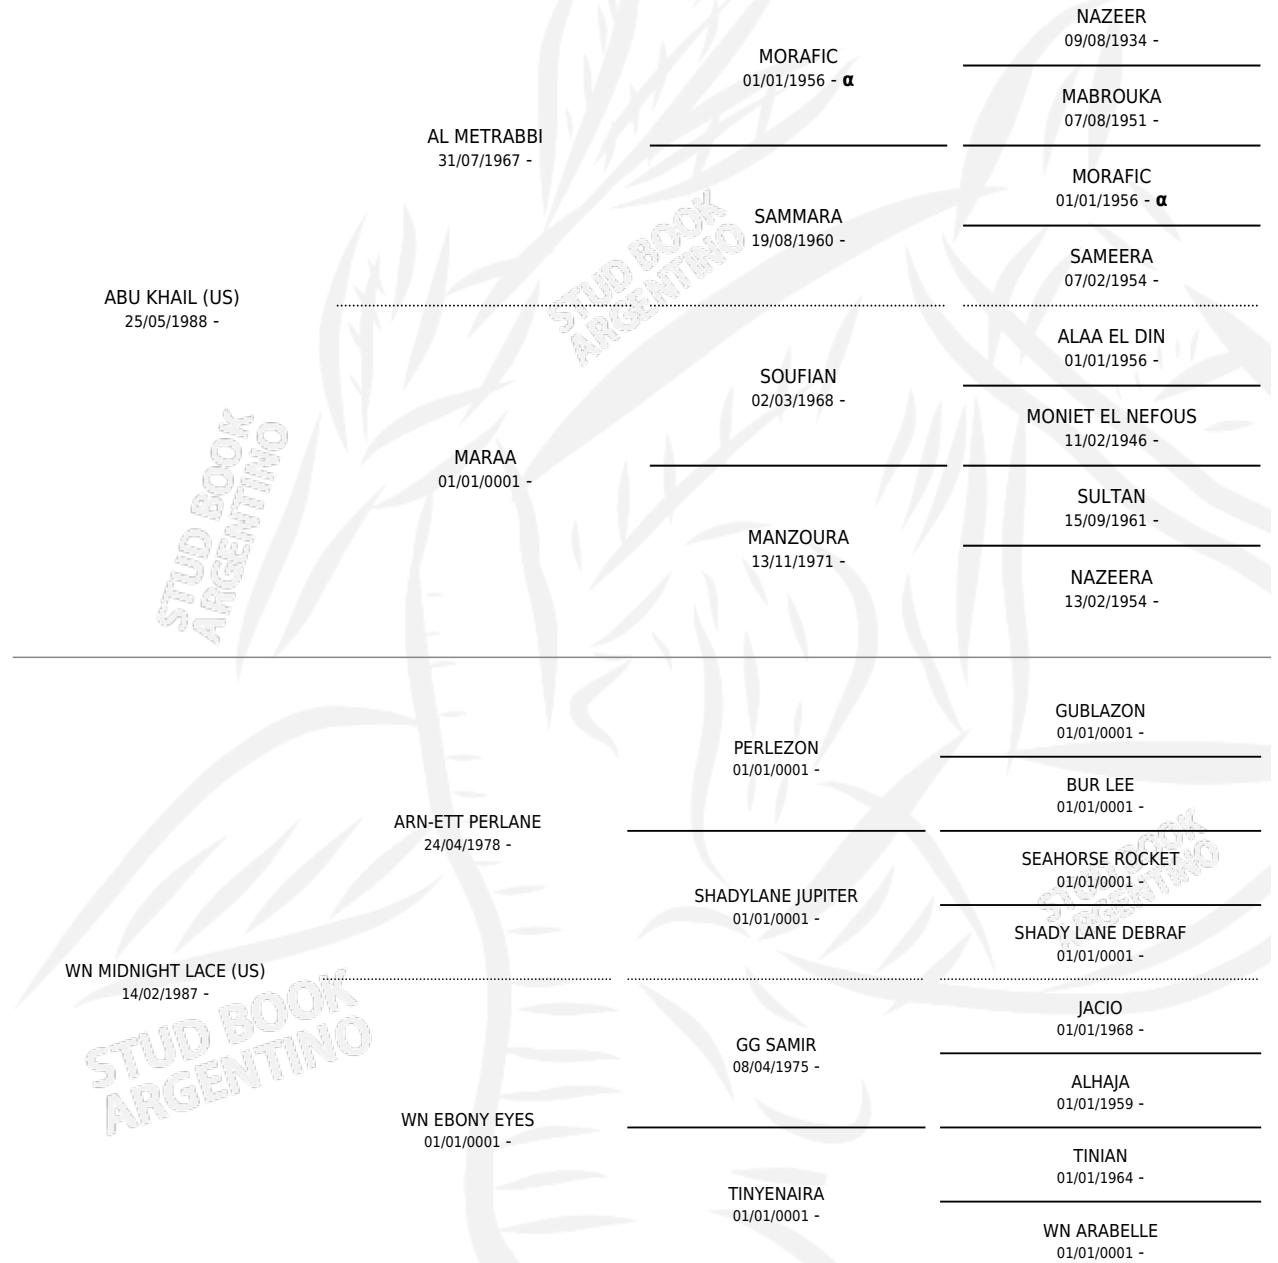 NAZEER
09/08/1934 -
MORAFIC
01/01/1956 - α
MABROUKA
07/08/1951 -
AL METRABBI
31/07/1967 -
MORAFIC
01/01/1956 - α
SAMMARA
19/08/1960 -
SAMEERA
07/02/1954 -
ABU KHAIL (US)
25/05/1988 -
ALAA EL DIN
01/01/1956 -
SOUFIAN
02/03/1968 -
MONIET EL NEFOUS
11/02/1946 -
MARAA
01/01/0001 -
SULTAN
15/09/1961 -
MANZOURA
13/11/1971 -
NAZEERA
13/02/1954 -
GUBLAZON
01/01/0001 -
PERLEZON
01/01/0001 -
BUR LEE
01/01/0001 -
ARN-ETT PERLANE
24/04/1978 -
SEAHORSE ROCKET
01/01/0001 -
SHADYLANE JUPITER
01/01/0001 -
SHADY LANE DEBRAF
01/01/0001 -
WN MIDNIGHT LACE (US)
14/02/1987 -
JACIO
01/01/1968 -
GG SAMIR
08/04/1975 -
ALHAJA
01/01/1959 -
WN EBONY EYES
01/01/0001 -
TINIAN
01/01/1964 -
TINYENAIRA
01/01/0001 -
WN ARABELLE
01/01/0001 -
STUD BOOK
ARGENTINO
STUD BOOK
ARGENTINO
STUD BOOK
ARGENTINO
STUD BOOK
ARGENTINO